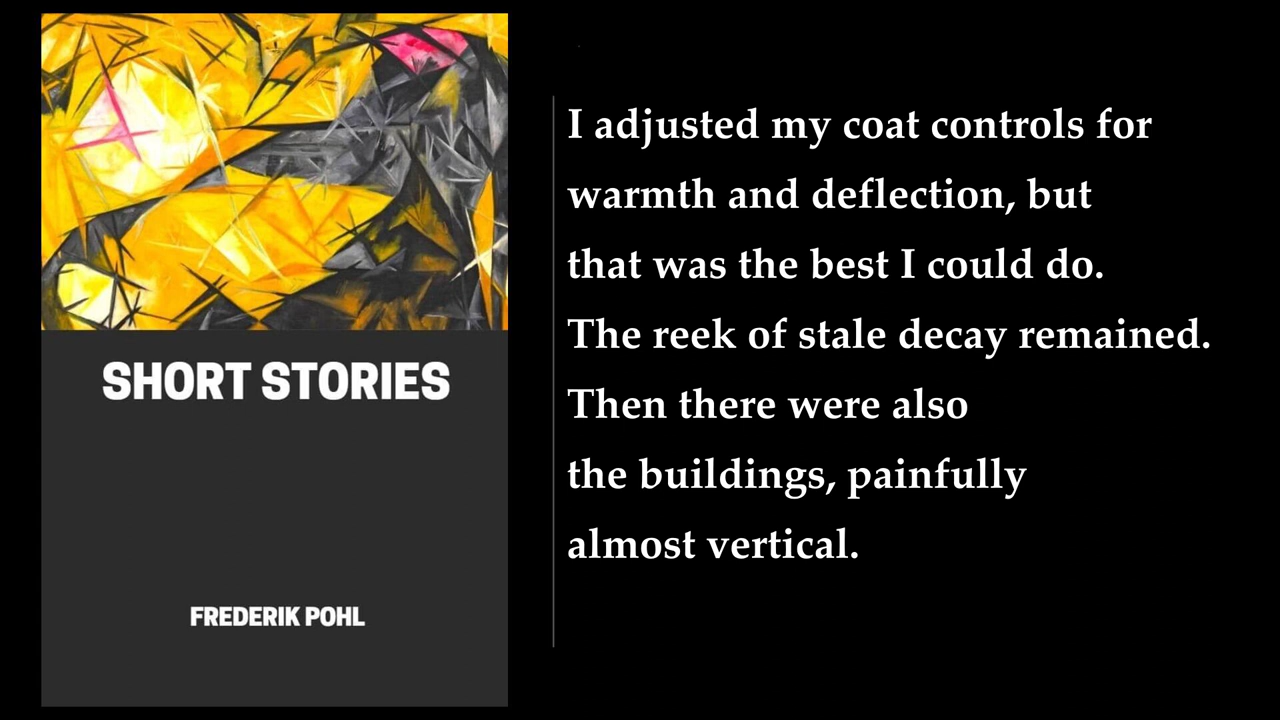 SHORT STORIES
FREDERIK POHL
I adjusted my coat controls for
warmth and deflection, but
that was the best I could do.
The reek of stale decay remained.
Then there were also
the buildings, painfully
almost vertical.